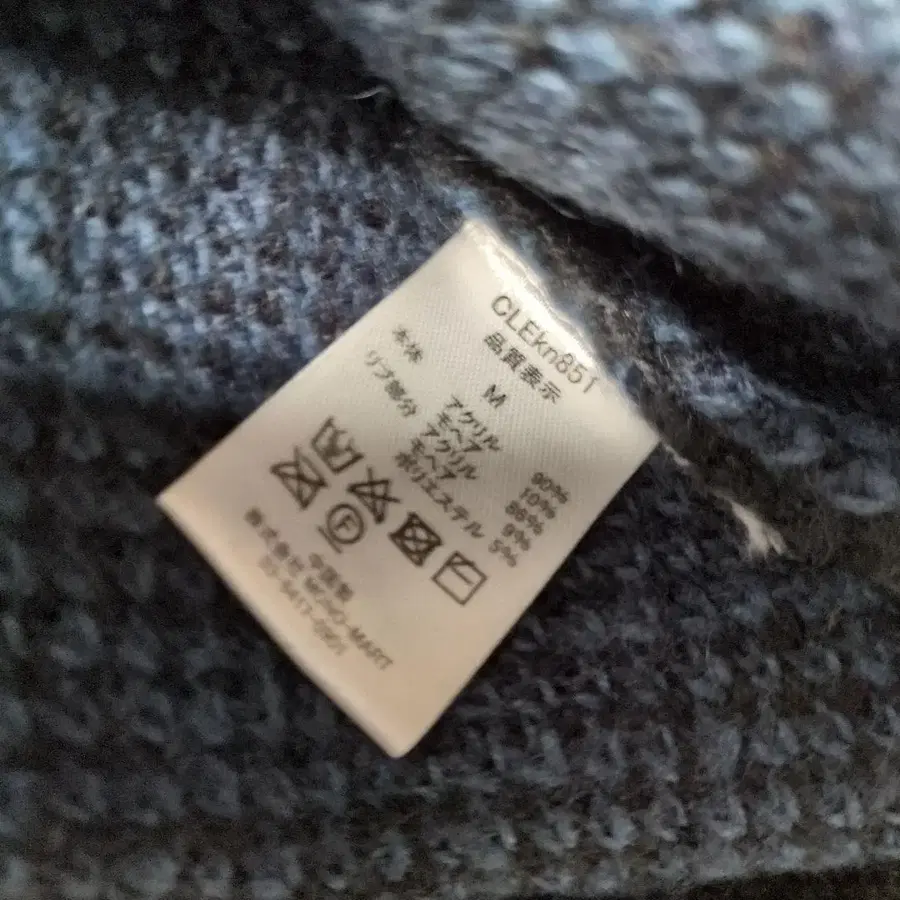 CLEkn851
品質表示
M
本体 アクリル 90%
モヘア 10%
リブ部分 アクリル 86%
モヘア 9%
ポリエステル 5%
中国製
株式会社 MONO-MART